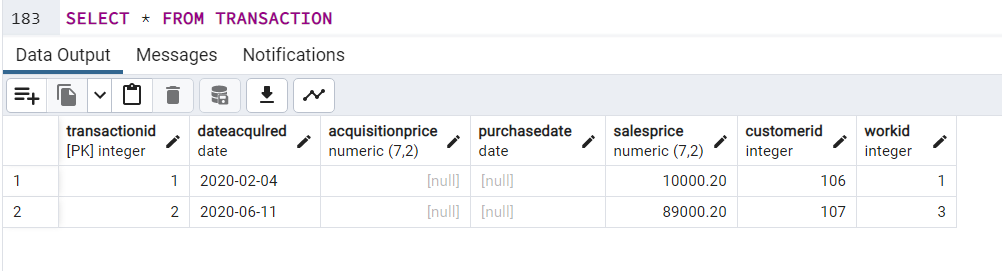 183 SELECT * FROM TRANSACTION
Data Output Messages Notifications
transactionid dateacqulred acquisitionprice purchasedate salesprice customerid workid
[PK] integer date numeric (7,2) date numeric (7,2) integer integer
1 1 2020-02-04 [null] [null] 10000.20 106 1
2 2 2020-06-11 [null] [null] 89000.20 107 3